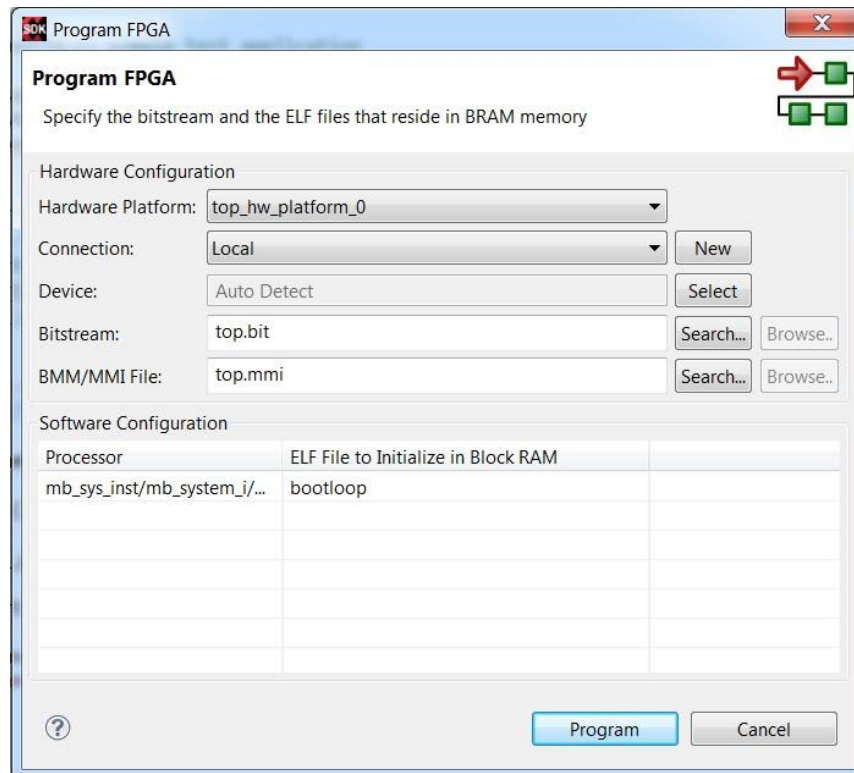 SDK Program FPGA
X
Program FPGA
Specify the bitstream and the ELF files that reside in BRAM memory
Hardware Configuration
Hardware Platform: top_hw_platform_0
Connection: Local New
Device: Auto Detect Select
Bitstream: top.bit Search... Browse..
BMM/MMI File: top.mmi Search... Browse..
Software Configuration
Processor ELF File to Initialize in Block RAM
mb_sys_inst/mb_system_i/... bootloop
?
Program Cancel